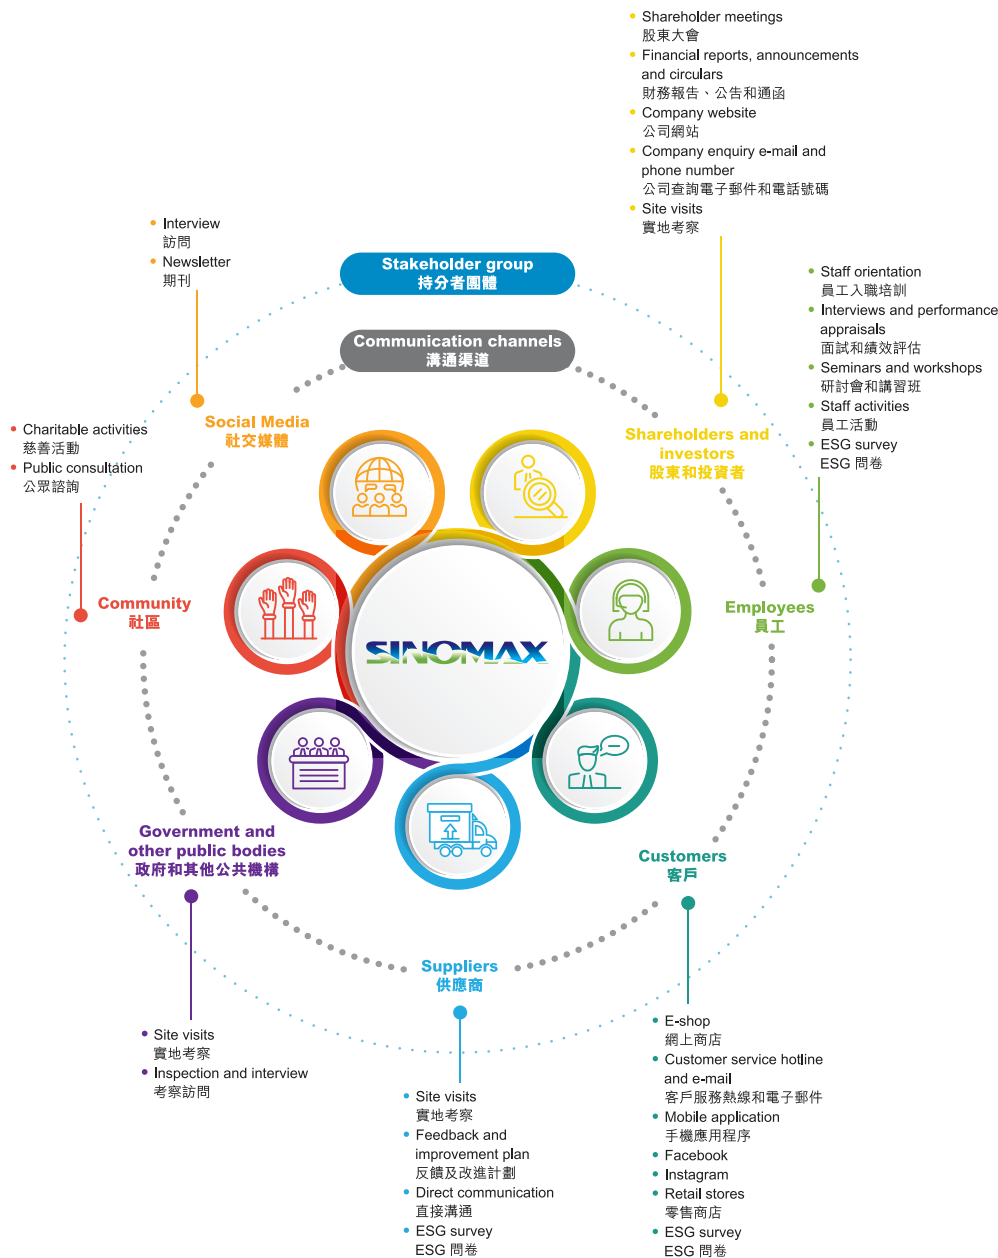 • Shareholder meetings
股東大會
• Financial reports, announcements
and circulars
財務報告、公告和通函
• Company website
公司網站
• Company enquiry e-mail and
phone number
公司查詢電子郵件和電話號碼
• Site visits
實地考察
• Interview
訪問
• Newsletter
期刊
Stakeholder group
持分者團體
• Staff orientation
員工入職培訓
• Interviews and performance
appraisals
面試和績效評估
• Seminars and workshops
研討會和講習班
• Staff activities
員工活動
• ESG survey
ESG 問卷
Communication channels
溝通渠道
• Charitable activities
慈善活動
• Public consultation
公眾諮詢
Social Media
社交媒體
Shareholders and
investors
股東和投資者
Community
社區
Employees
員工
SINOMAX
Government and
other public bodies
政府和其他公共機構
Customers
客戶
Suppliers
供應商
• Site visits
實地考察
• Inspection and interview
考察訪問
• Site visits
實地考察
• Feedback and
improvement plan
反饋及改進計劃
• Direct communication
直接溝通
• ESG survey
ESG 問卷
• E-shop
網上商店
• Customer service hotline
and e-mail
客戶服務熱線和電子郵件
• Mobile application
手機應用程序
• Facebook
• Instagram
• Retail stores
零售商店
• ESG survey
ESG 問卷